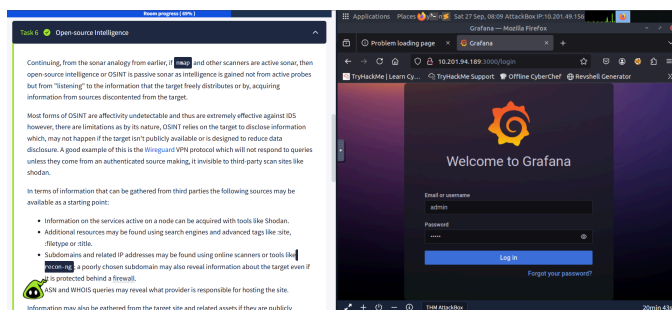 Room progress ( 69% )
Task 6 Open-source Intelligence
Continuing, from the sonar analogy from earlier, if nmap and other scanners are active sonar, then
open-source intelligence or OSINT is passive sonar as intelligence is gained not from active probes
but from "listening" to the information that the target freely distributes or by, acquiring
information from sources discontented from the target.
Most forms of OSINT are affectivity undetectable and thus are extremely effective against IDS
however, there are limitations as by its nature, OSINT relies on the target to disclose information
which, may not happen if the target isn't publicly available or is designed to reduce data
disclosure. A good example of this is the Wireguard VPN protocol which will not respond to queries
unless they come from an authenticated source making, it invisible to third-party scan sites like
shodan.
In terms of information that can be gathered from third parties the following sources may be
available as a starting point:
Information on the services active on a node can be acquired with tools like Shodan.
Additional resources may be found using search engines and advanced tags like :site,
:filetype or :title.
Subdomains and related IP addresses may be found using online scanners or tools like
recon-ng ; a poorly chosen subdomain may also reveal information about the target even if
it is protected behind a firewall.
ASN and WHOIS queries may reveal what provider is responsible for hosting the site.
Information may also be gathered from the target site and related assets if they are publicly
Applications Places Sat 27 Sep, 08:09 AttackBox IP:10.201.49.156
Grafana — Mozilla Firefox
Problem loading page × Grafana × +
10.201.94.189:3000/login
TryHackMe | Learn Cy... TryHackMe Support Offline CyberChef Revshell Generator
Welcome to Grafana
Email or username
admin
Password
•••••
Log in
Forgot your password?
THM AttackBox 20min 43s